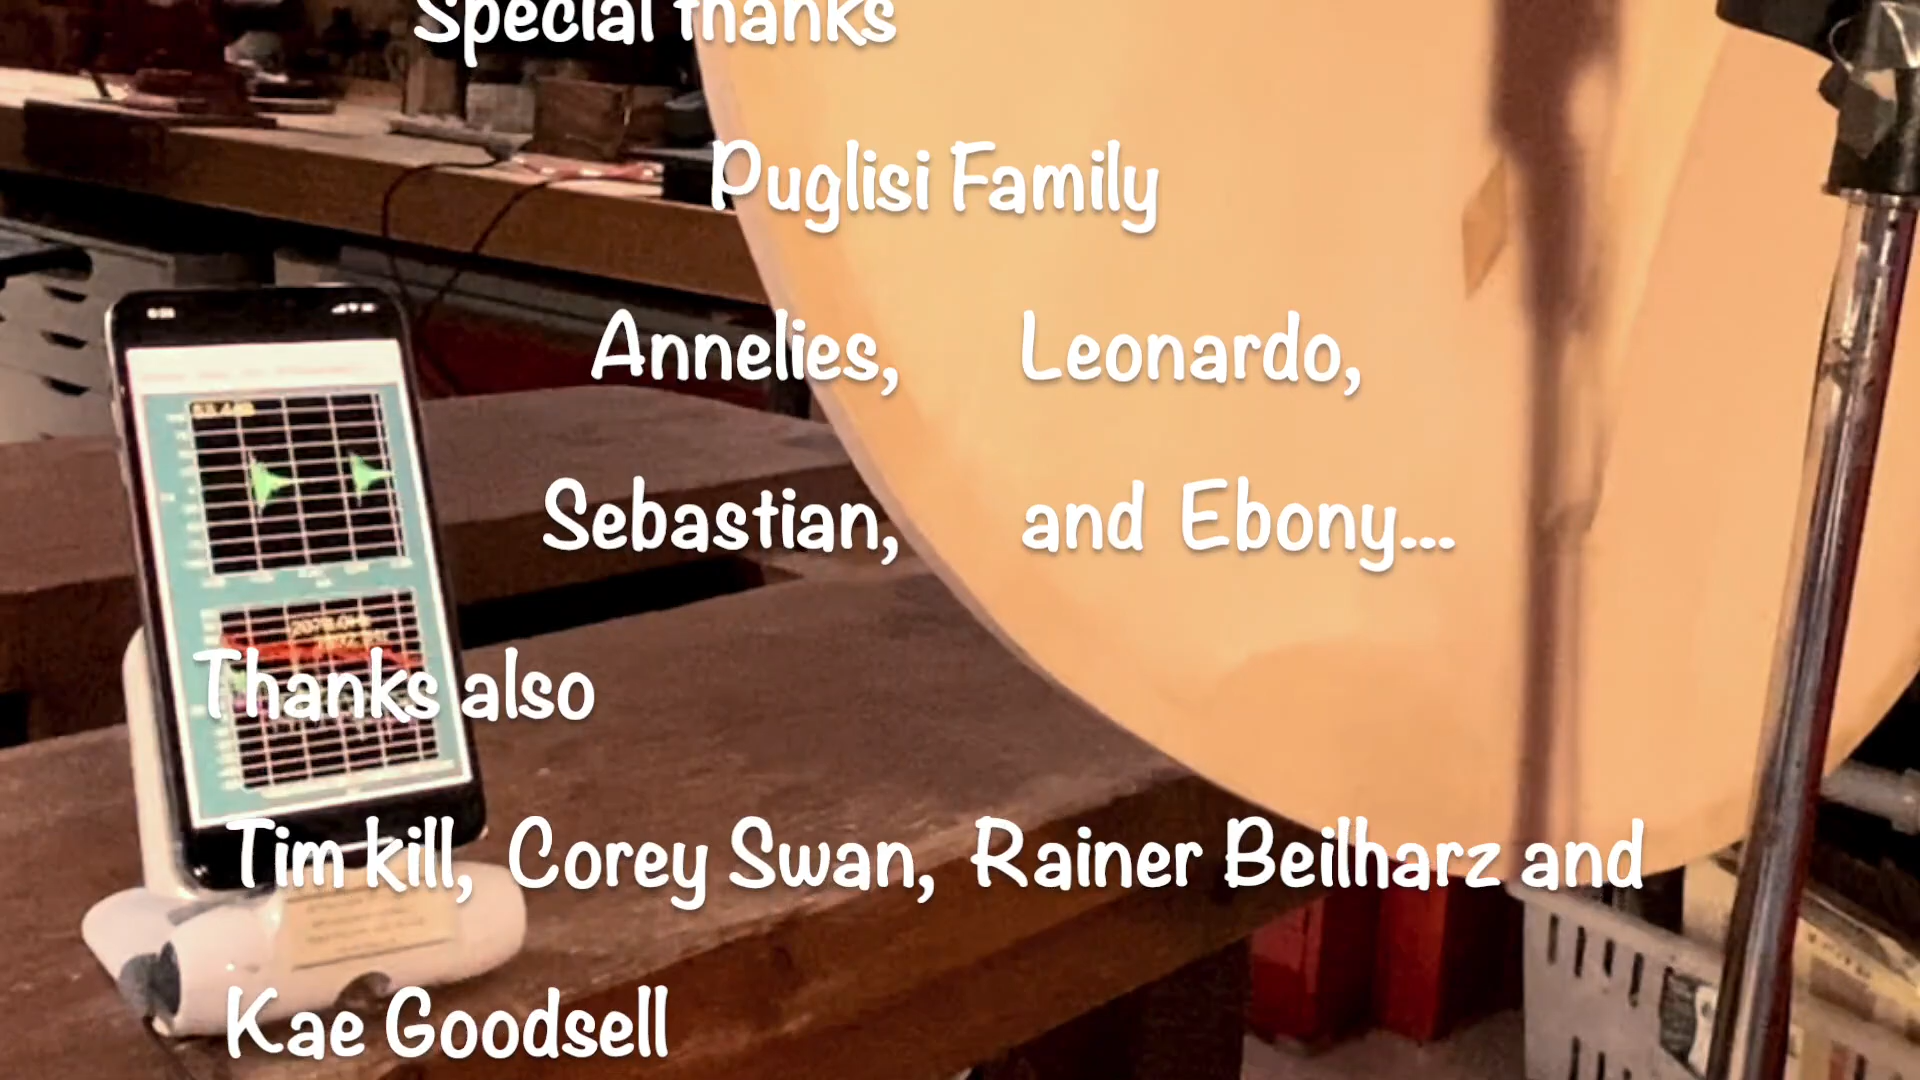 Special thanks
Puglisi Family
Annelies, Leonardo,
Sebastian, and Ebony...
Thanks also
Tim kill, Corey Swan, Rainer Beilharz and
Kae Goodsell